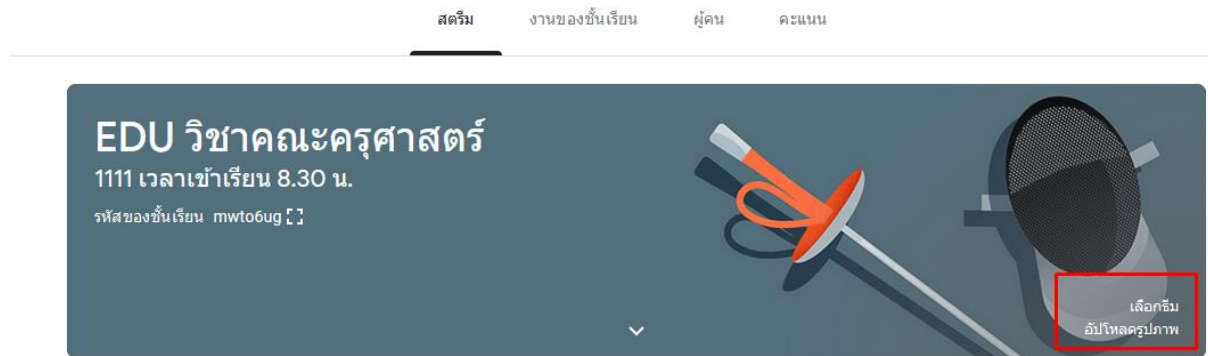 สตรีม งานของชั้นเรียน ผู้คน คะแนน
EDU วิชาคณะครุศาสตร์
1111 เวลาเข้าเรียน 8.30 น.
รหัสของชั้นเรียน mwto6ug
เลือกธีม
อัปโหลดรูปภาพ